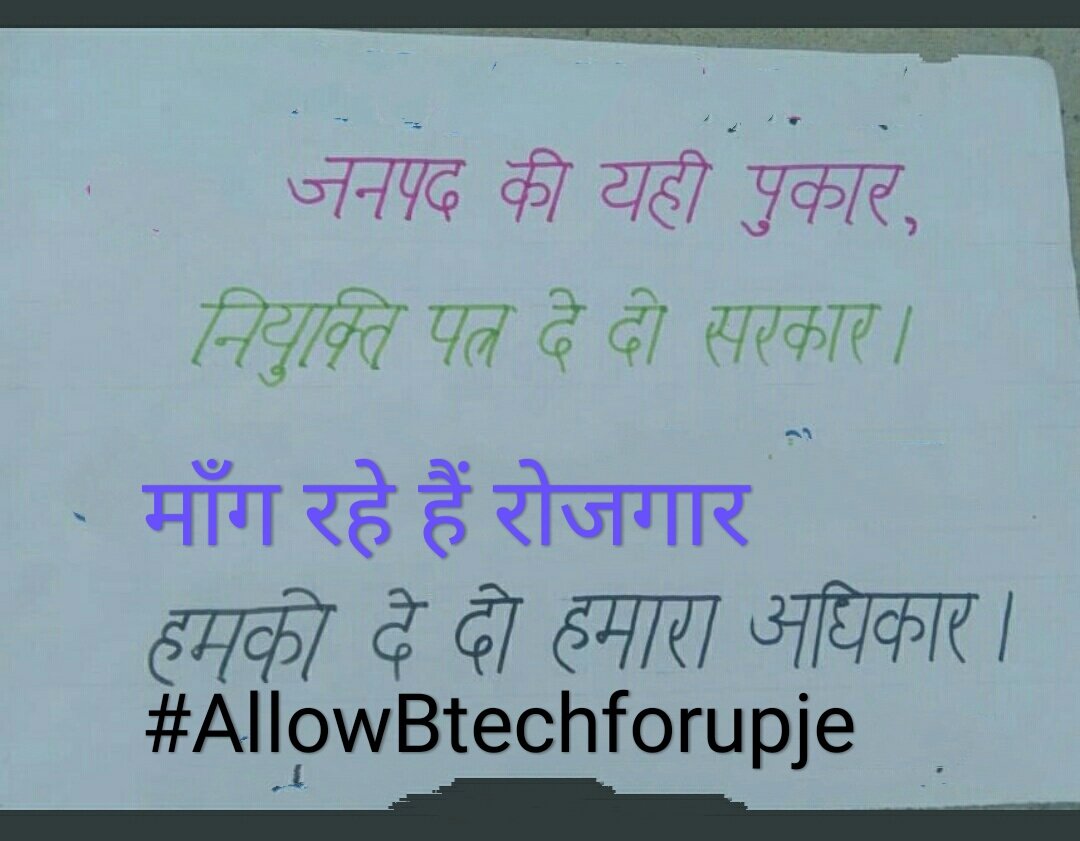 जनपद की यही पुकार,
नियुक्ति पत्र दे दो सरकार।
माँग रहे हैं रोजगार
हमको दे दो हमारा अधिकार।
#AllowBtechforupje